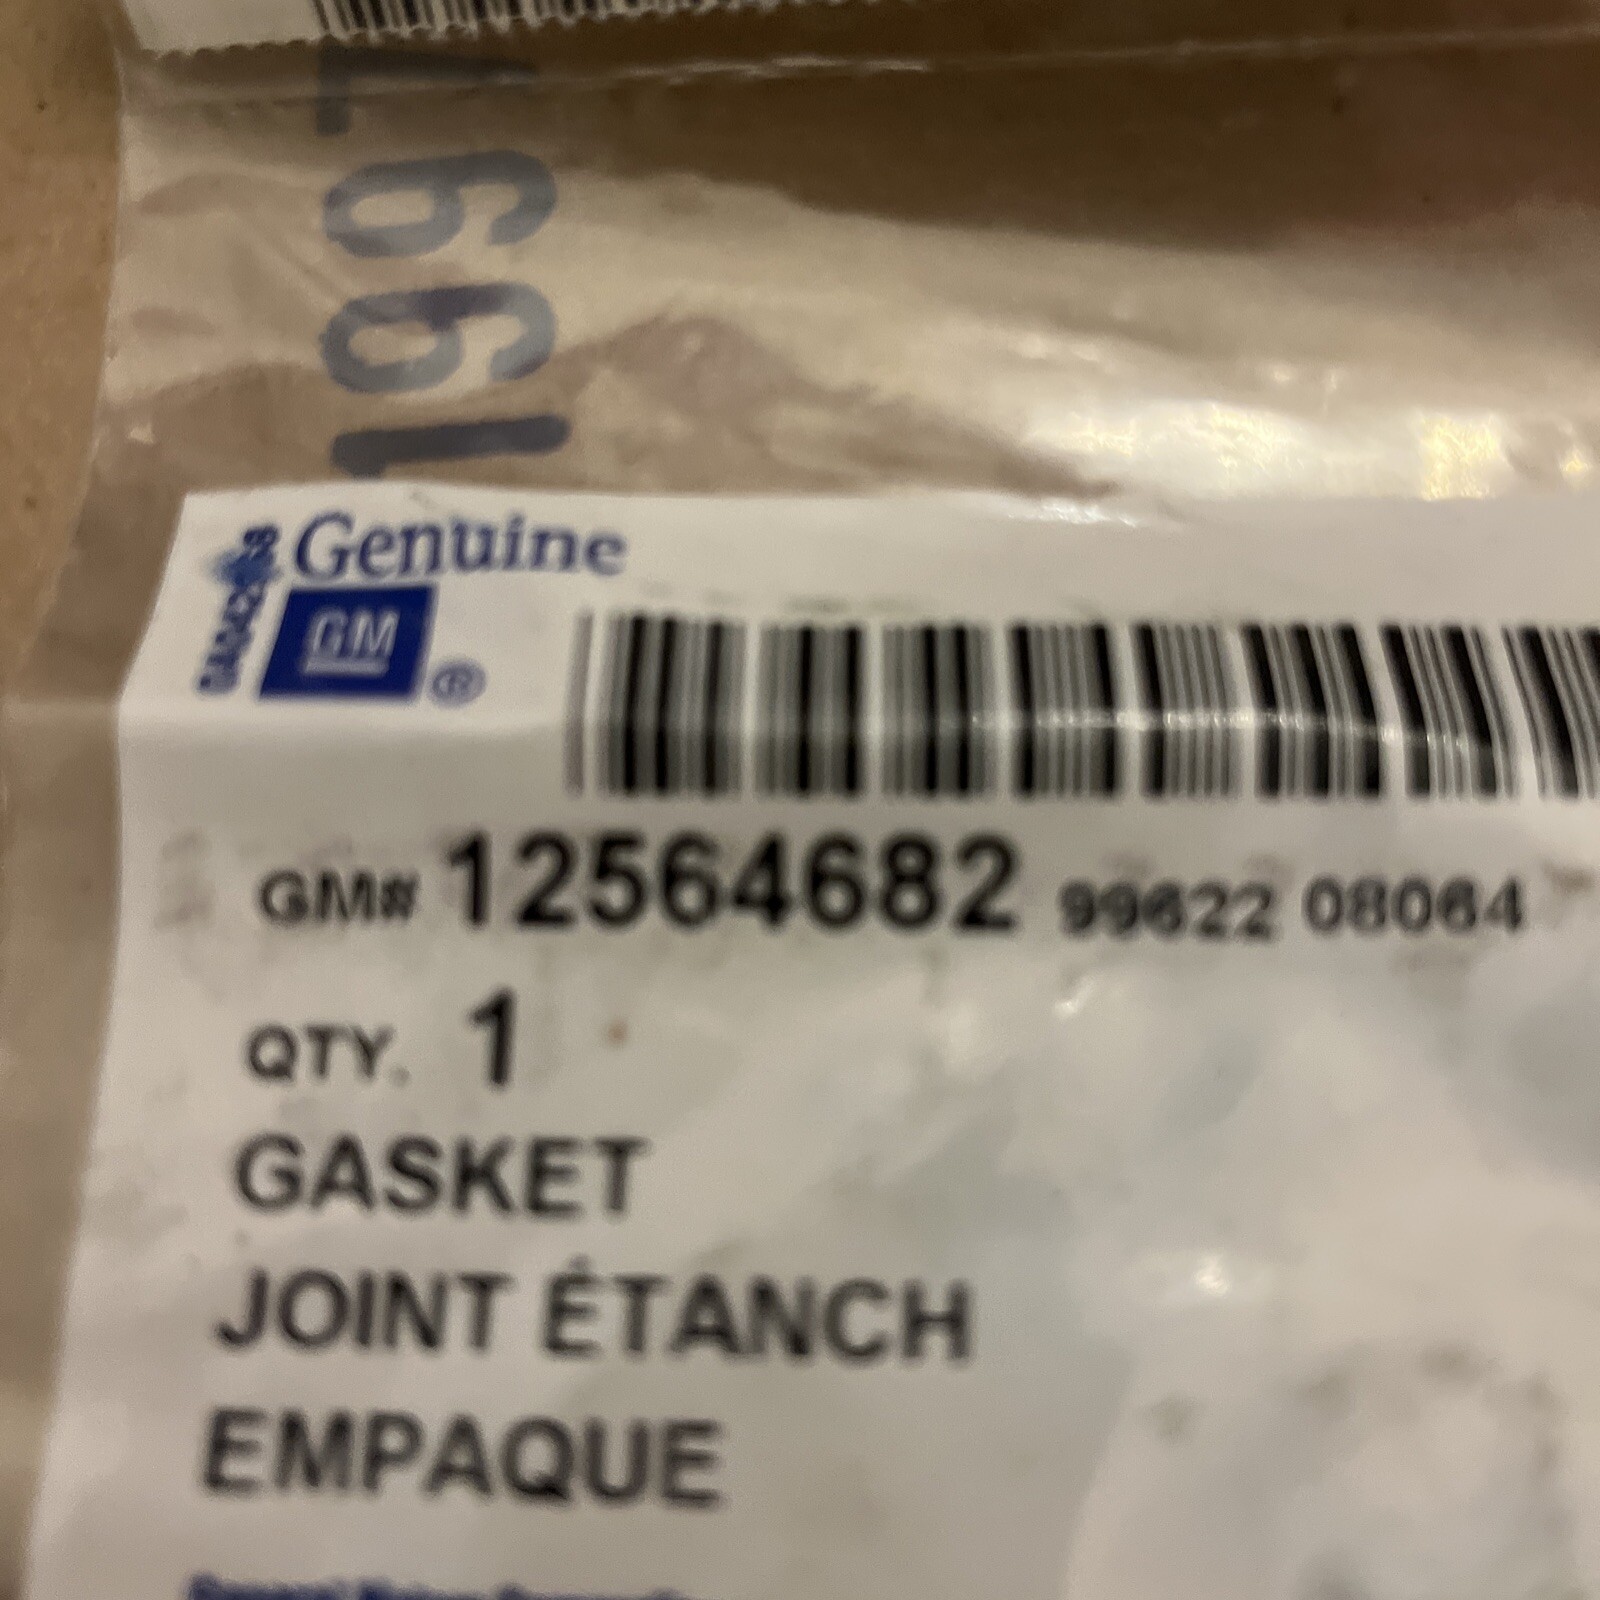 Genuine
GM ®
GM# 12564682 99622 08064
QTY. 1
GASKET
JOINT ÉTANCH
EMPAQUE